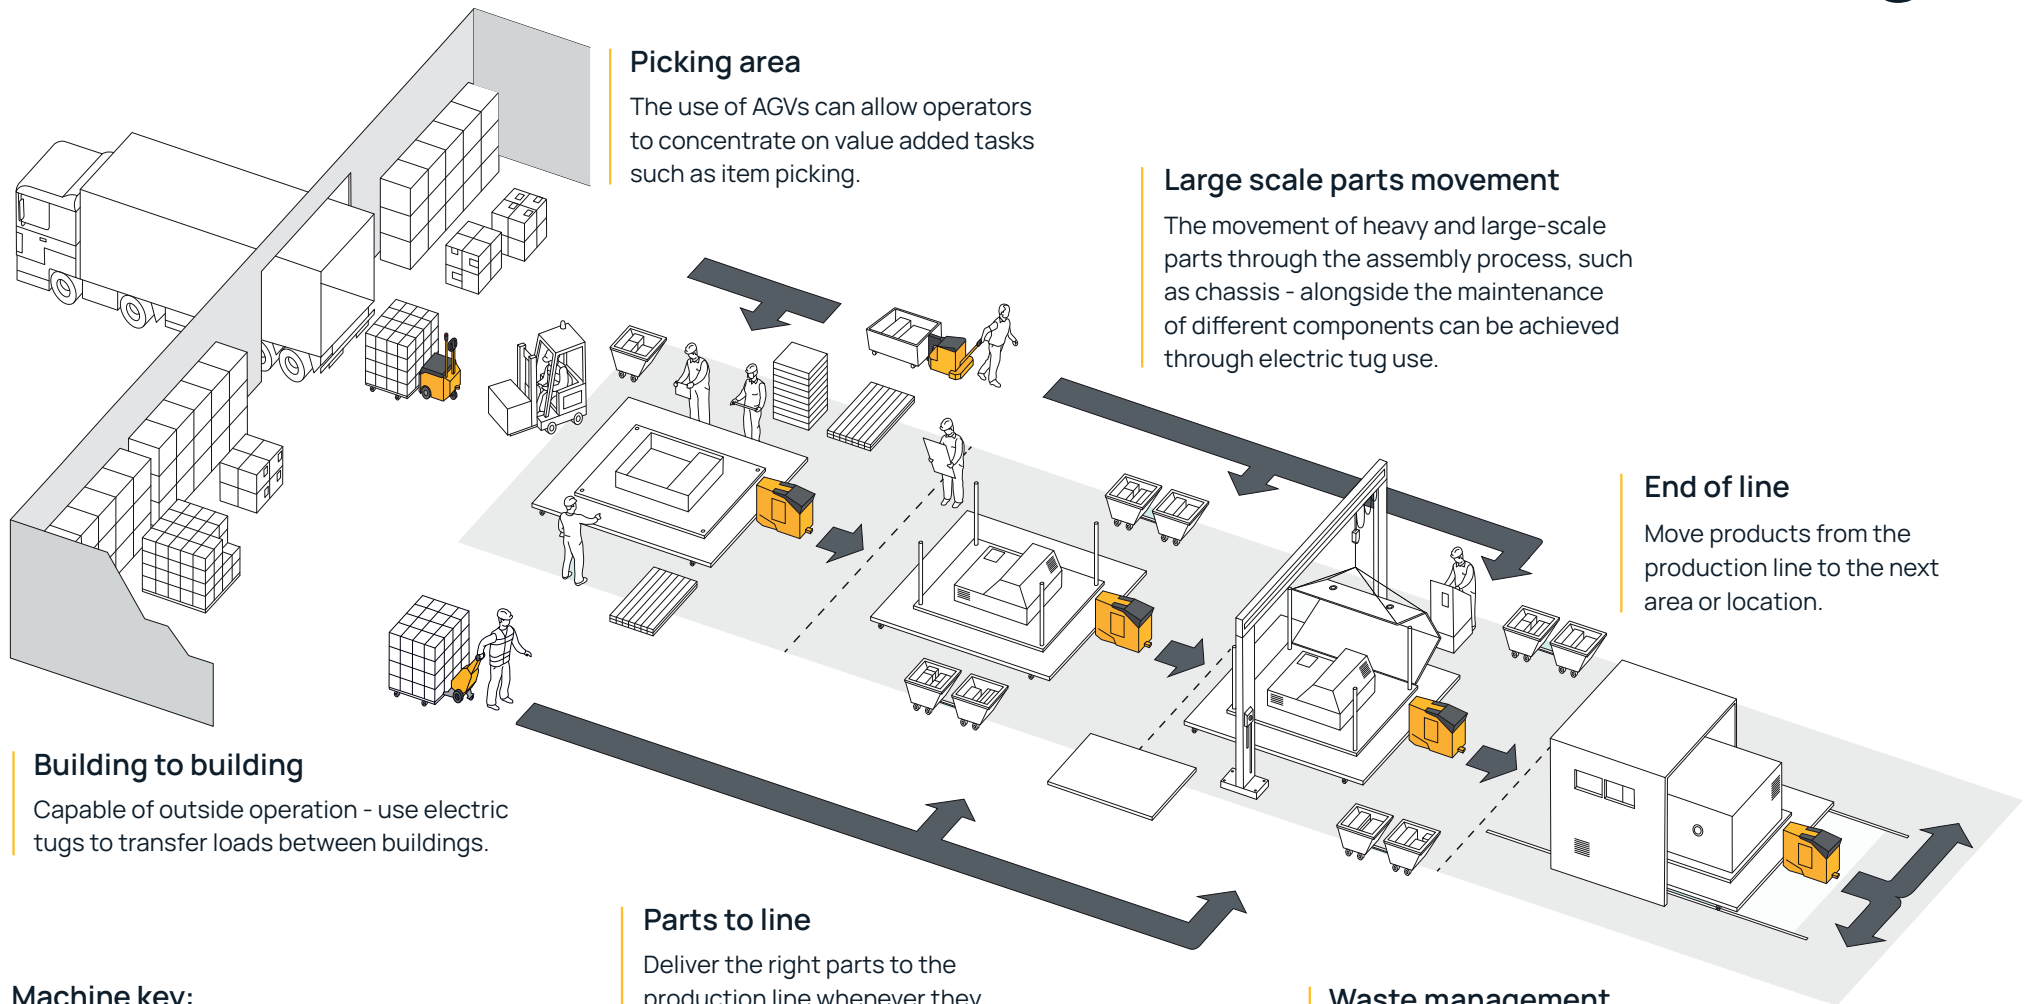 Picking area
The use of AGVs can allow operators
to concentrate on value added tasks
such as item picking.
Large scale parts movement
The movement of heavy and large-scale
parts through the assembly process, such
as chassis - alongside the maintenance
of different components can be achieved
through electric tug use.
End of line
Move products from the
production line to the next
area or location.
Building to building
Capable of outside operation - use electric
tugs to transfer loads between buildings.
Parts to line
Deliver the right parts to the
production line whenever they
Machine key:
Waste management